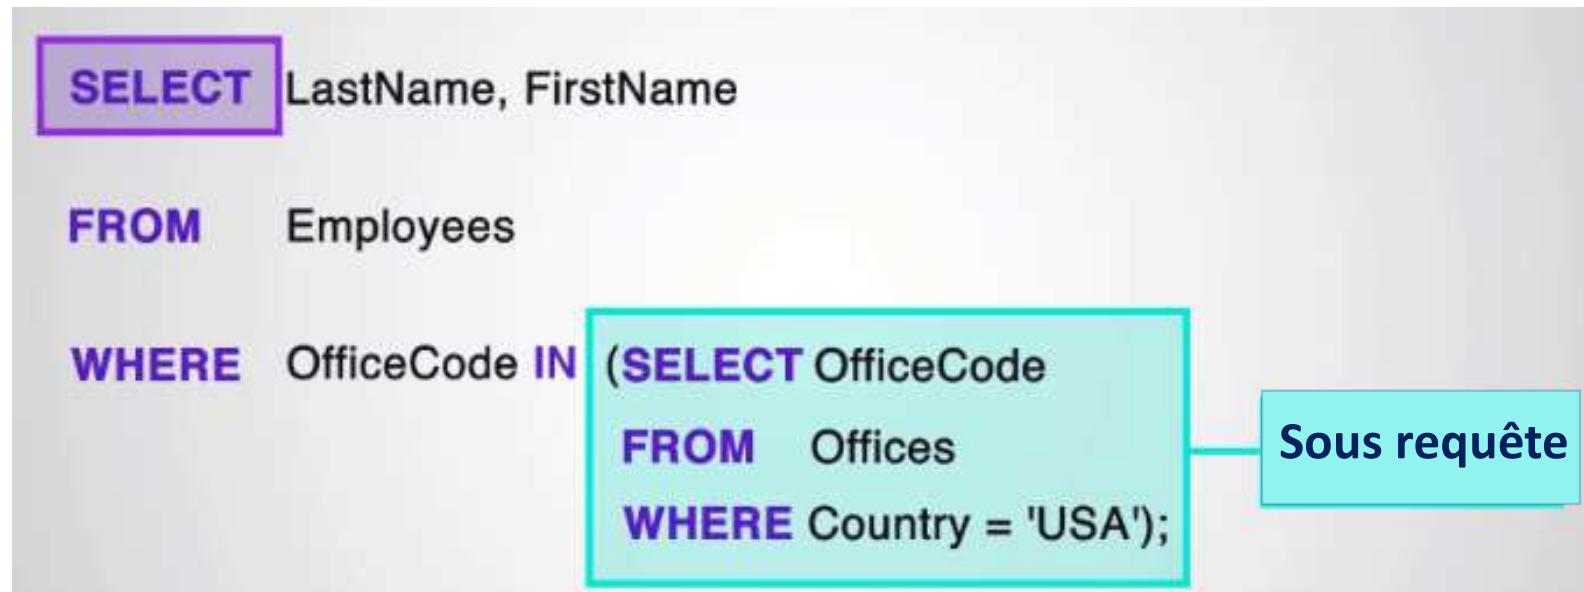 SELECT LastName, FirstName
FROM Employees
WHERE OfficeCode IN (SELECT OfficeCode
FROM Offices
WHERE Country = 'USA');
Sous requête